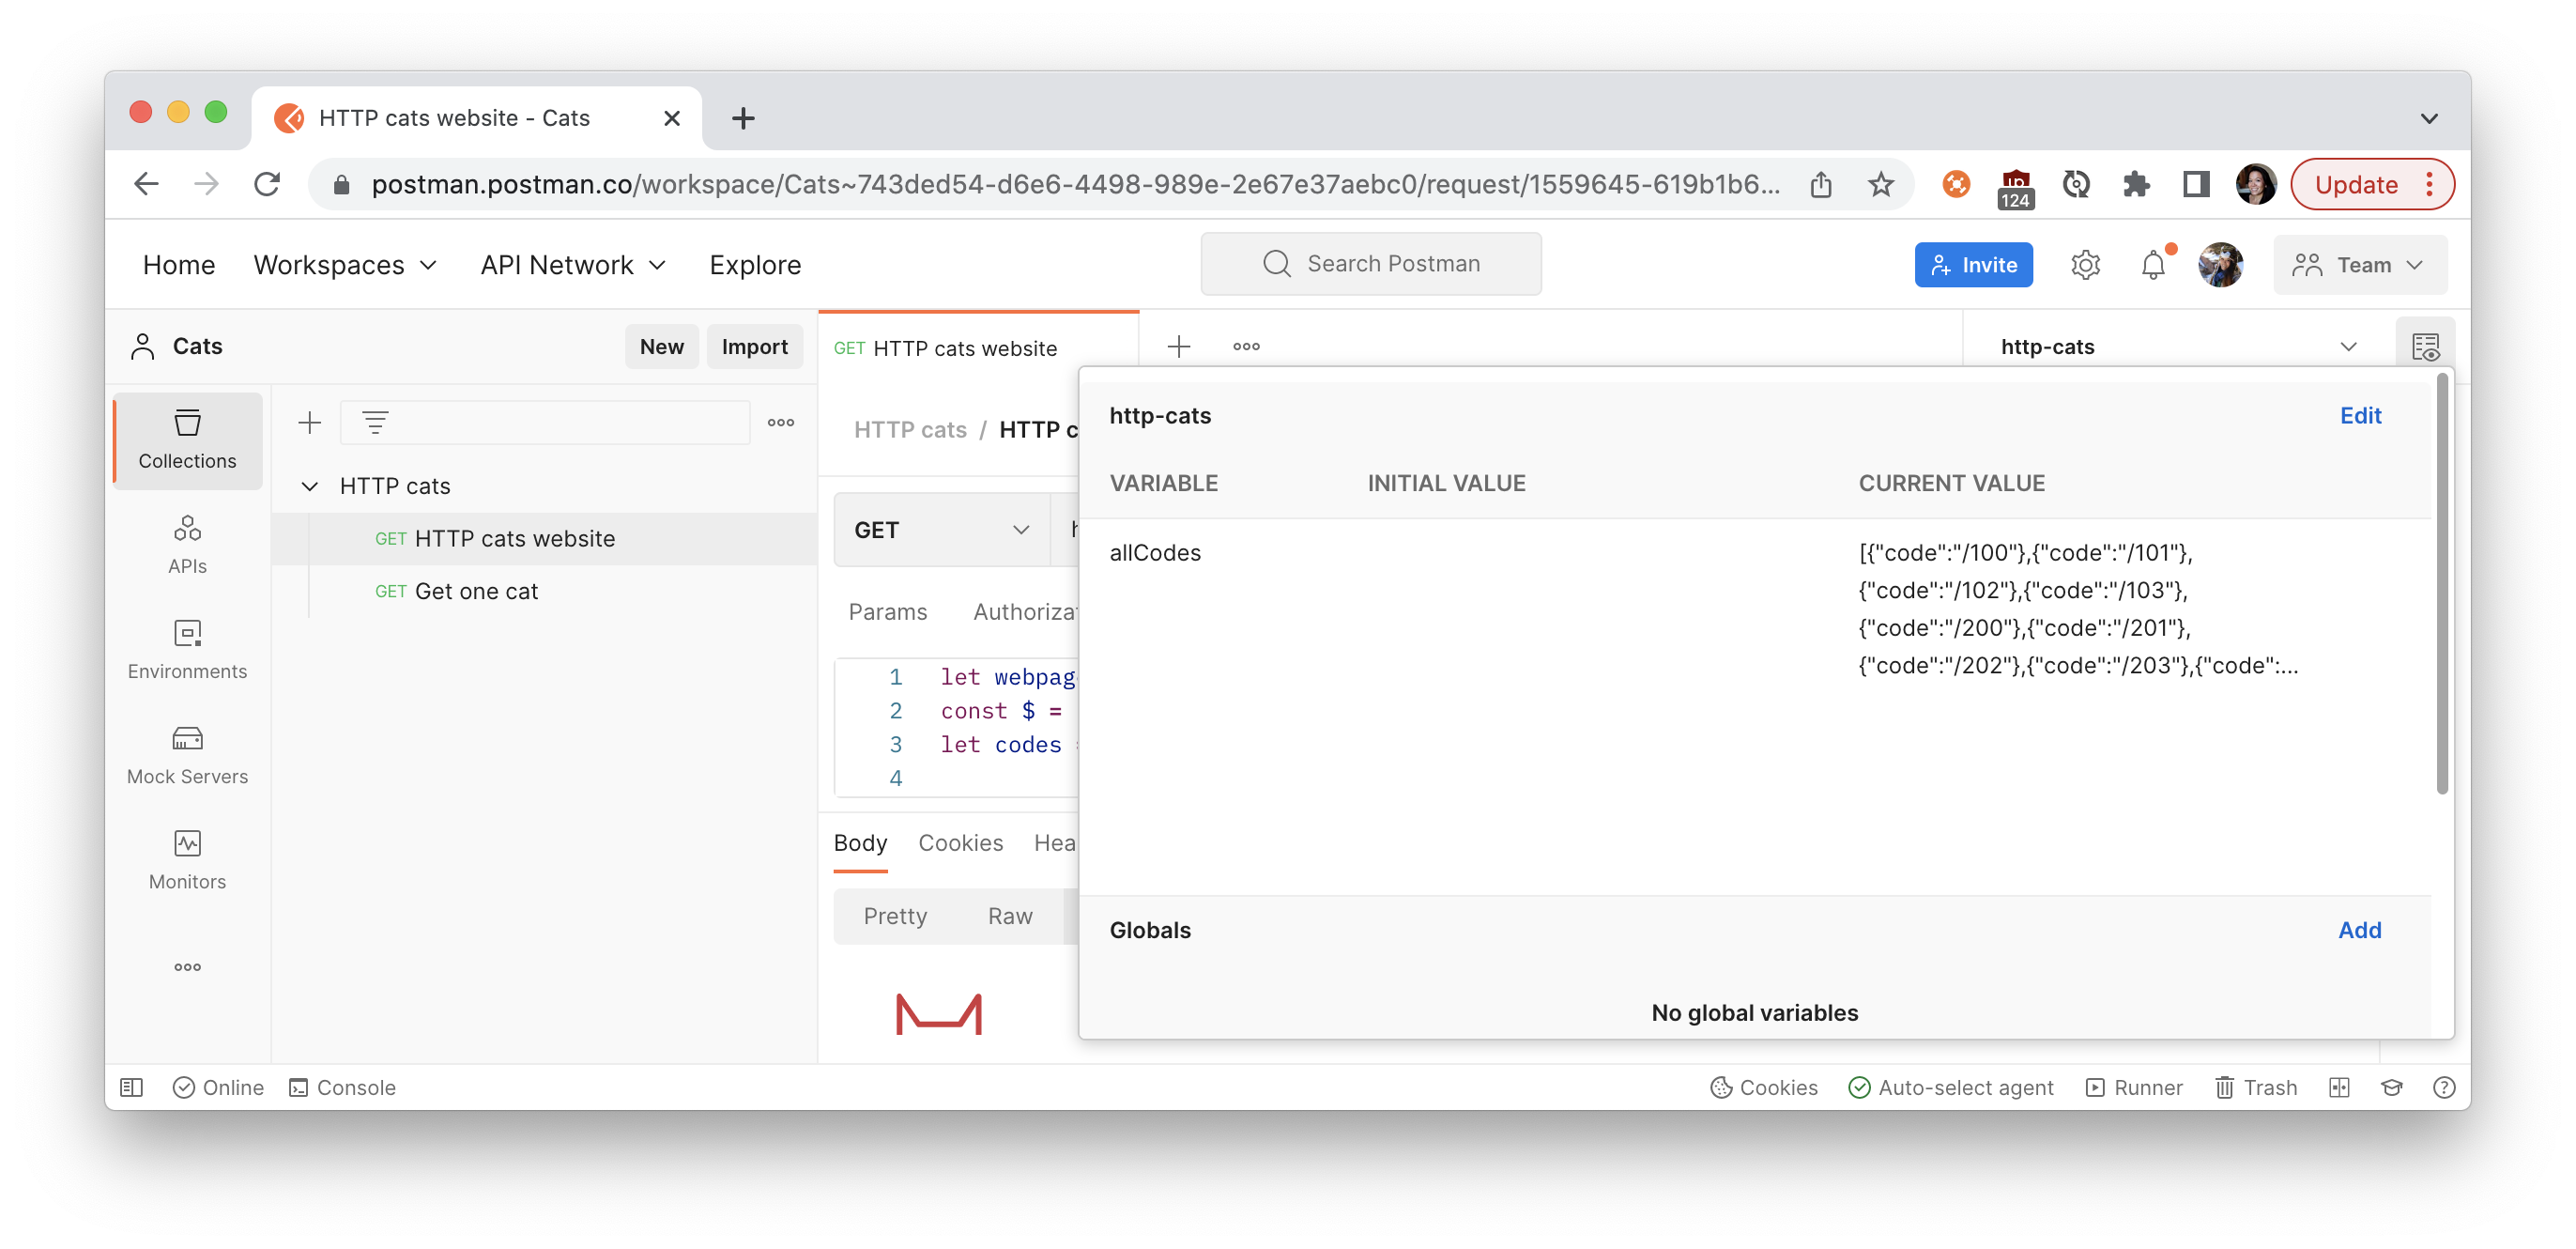 HTTP cats website - Cats
postman.postman.co/workspace/Cats~743ded54-d6e6-4498-989e-2e67e37aebc0/request/1559645-619b1b6...
124
Update
Home
Workspaces
API Network
Explore
Search Postman
Invite
Team
Cats
New
Import
GET HTTP cats website
http-cats
Collections
APIs
Environments
Mock Servers
Monitors
HTTP cats
GET HTTP cats website
GET Get one cat
HTTP cats / HTTP c
GET
Params
Authoriza
1 let webpag
2 const $ =
3 let codes
4
Body
Cookies
Hea
Pretty
Raw
http-cats
Edit
VARIABLE
INITIAL VALUE
CURRENT VALUE
allCodes
[{"code":"/100"},{"code":"/101"},
{"code":"/102"},{"code":"/103"},
{"code":"/200"},{"code":"/201"},
{"code":"/202"},{"code":"/203"},{"code":...
Globals
Add
No global variables
Online
Console
Cookies
Auto-select agent
Runner
Trash